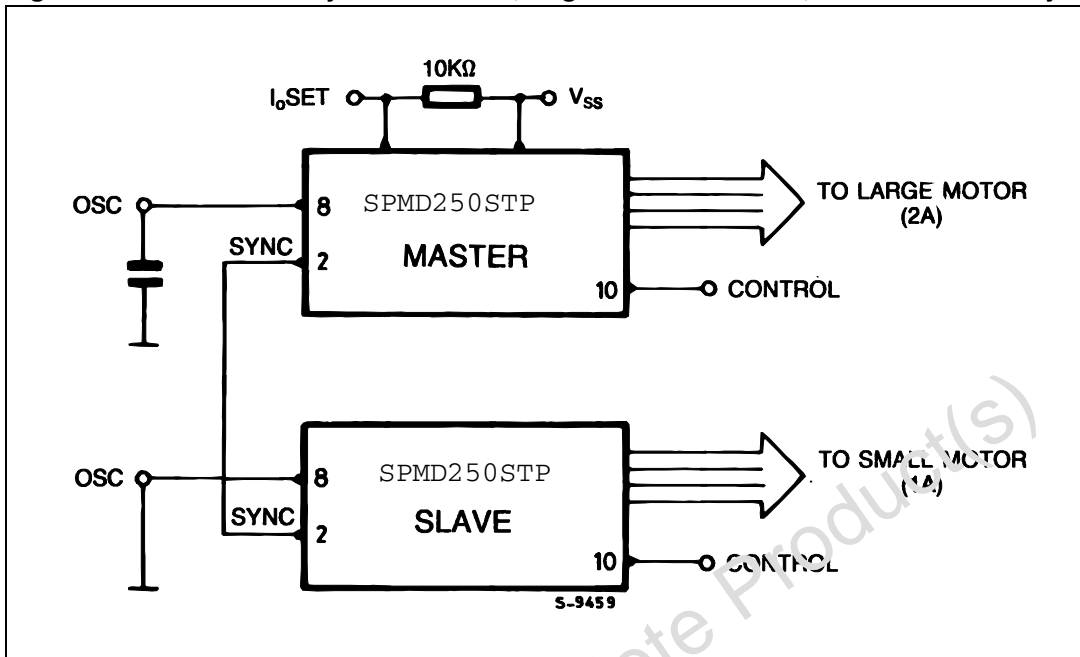 10KΩ
IoSET
Vss
OSC
8
SPMD250STP
TO LARGE MOTOR
(2A)
SYNC
2
MASTER
10
CONTROL
OSC
8
SPMD250STP
TO SMALL MOTOR
(1A)
SYNC
2
SLAVE
10
CONTROL
S-9459
Product(s)